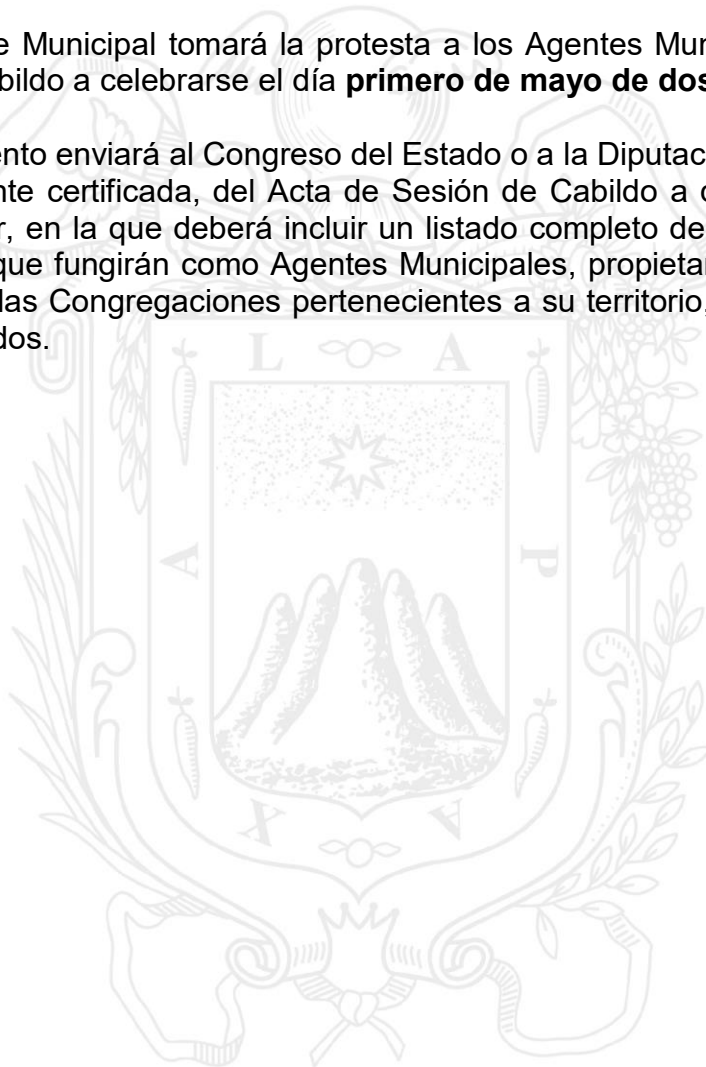 e Municipal tomará la protesta a los Agentes Mun
bildo a celebrarse el día primero de mayo de dos
ento enviará al Congreso del Estado o a la Diputac
nte certificada, del Acta de Sesión de Cabildo a c
r, en la que deberá incluir un listado completo de
que fungirán como Agentes Municipales, propietar
las Congregaciones pertenecientes a su territorio,
dos.
L A
A P
X A